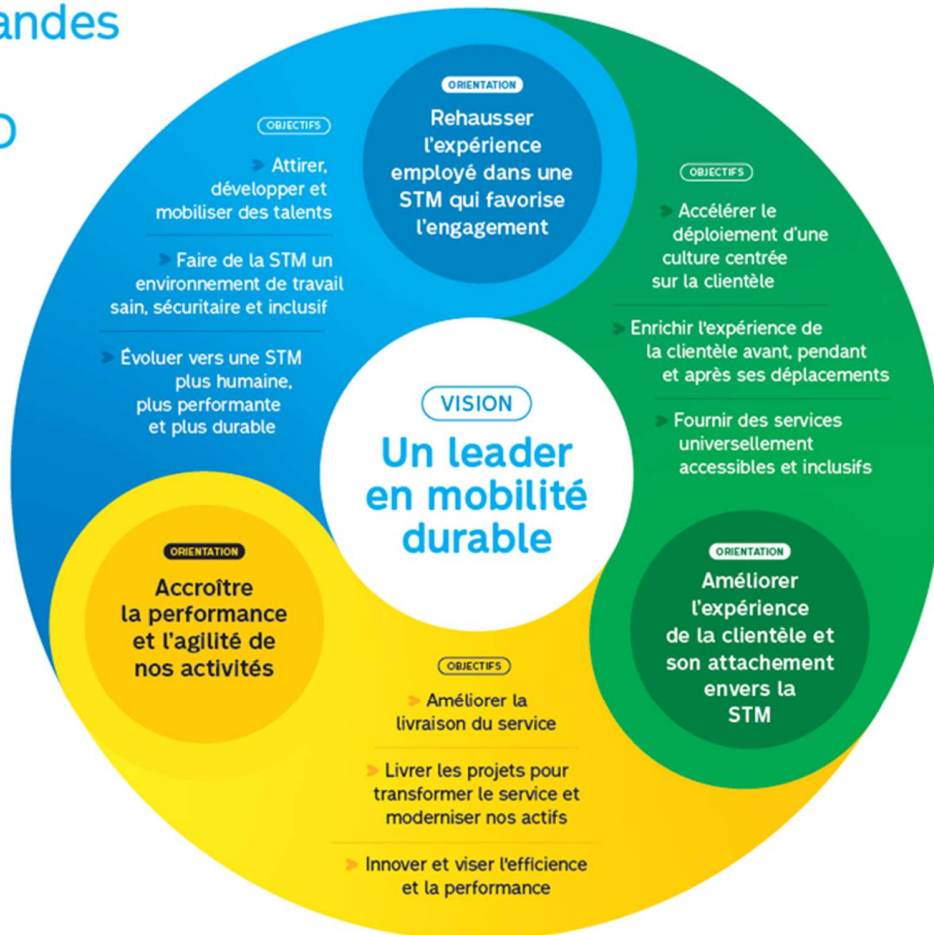 ORIENTATION
Rehausser
l'expérience
employé dans une
STM qui favorise
l'engagement
OBJECTIFS
Attirer,
développer et
mobiliser des talents
Faire de la STM un
environnement de travail
sain, sécuritaire et inclusif
Évoluer vers une STM
plus humaine,
plus performante
et plus durable
OBJECTIFS
Accélérer le
déploiement d'une
culture centrée
sur la clientèle
Enrichir l'expérience de
la clientèle avant, pendant
et après ses déplacements
Fournir des services
universellement
accessibles et inclusifs
VISION
Un leader
en mobilité
durable
ORIENTATION
Accroître
la performance
et l'agilité de
nos activités
ORIENTATION
Améliorer
l'expérience
de la clientèle et
son attachement
envers la
STM
OBJECTIFS
Améliorer la
livraison du service
Livrer les projets pour
transformer le service et
moderniser nos actifs
Innover et viser l'efficience
et la performance